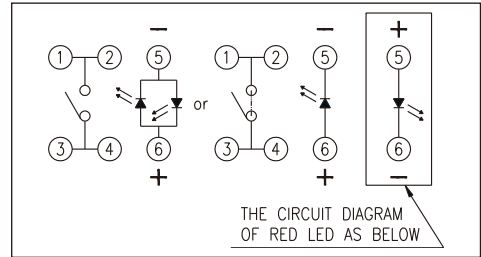 − − +
1 2 5 1 2 5 5
or
3 4 6 3 4 6 6
+ + −
THE CIRCUIT DIAGRAM
OF RED LED AS BELOW